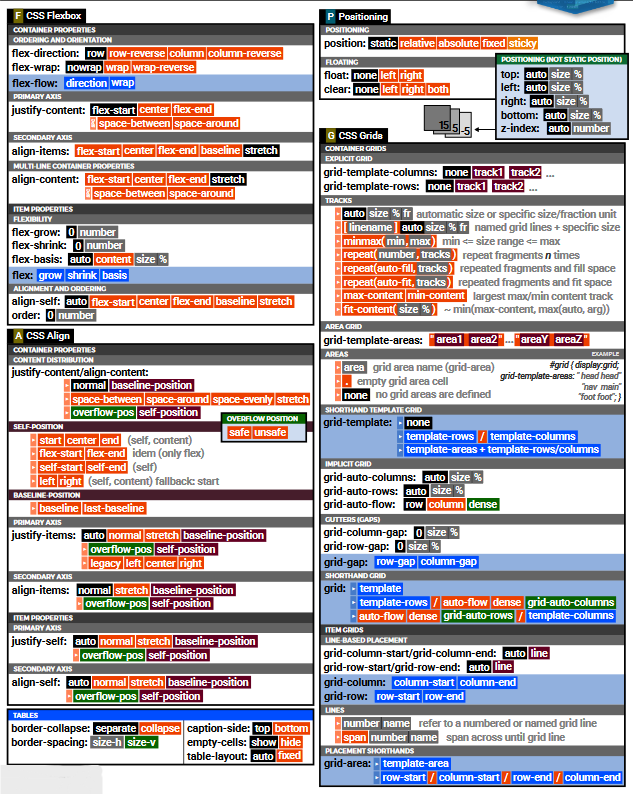 F CSS Flexbox
CONTAINER PROPERTIES
ORDERING AND ORIENTATION
flex-direction: row row-reverse column column-reverse
flex-wrap: nowrap wrap wrap-reverse
flex-flow: direction wrap
PRIMARY AXIS
justify-content: flex-start center flex-end
space-between space-around
SECONDARY AXIS
align-items: flex-start center flex-end baseline stretch
MULTI-LINE CONTAINER PROPERTIES
align-content: flex-start center flex-end stretch
space-between space-around
ITEM PROPERTIES
FLEXIBILITY
flex-grow: 0 number
flex-shrink: 0 number
flex-basis: auto content size %
flex: grow shrink basis
ALIGNMENT AND ORDERING
align-self: auto flex-start center flex-end baseline stretch
order: 0 number
A CSS Align
CONTAINER PROPERTIES
CONTENT DISTRIBUTION
justify-content/align-content:
normal baseline-position
space-between space-around space-evenly stretch
overflow-pos self-position
OVERFLOW POSITION
safe unsafe
SELF-POSITION
start center end (self, content)
flex-start flex-end idem (only flex)
self-start self-end (self)
left right (self, content) fallback: start
BASELINE-POSITION
baseline last-baseline
PRIMARY AXIS
justify-items: auto normal stretch baseline-position
overflow-pos self-position
legacy left center right
SECONDARY AXIS
align-items: normal stretch baseline-position
overflow-pos self-position
ITEM PROPERTIES
PRIMARY AXIS
justify-self: auto normal stretch baseline-position
overflow-pos self-position
SECONDARY AXIS
align-self: auto normal stretch baseline-position
overflow-pos self-position
TABLES
border-collapse: separate collapse
border-spacing: size-h size-v
caption-side: top bottom
empty-cells: show hide
table-layout: auto fixed
P Positioning
POSITIONING
position: static relative absolute fixed sticky
FLOATING
float: none left right
clear: none left right both
POSITIONING (NOT STATIC POSITION)
top: auto size %
left: auto size %
right: auto size %
bottom: auto size %
z-index: auto number
15 5 -5
G CSS Grids
CONTAINER GRIDS
EXPLICIT GRID
grid-template-columns: none track1 track2 ...
grid-template-rows: none track1 track2 ...
TRACKS
auto size % fr automatic size or specific size/fraction unit
[ linename ] auto size % fr named grid lines + specific size
minmax( min, max ) min <= size range <= max
repeat( number, tracks ) repeat fragments n times
repeat(auto-fill, tracks ) repeated fragments and fill space
repeat(auto-fit, tracks ) repeated fragments and fit space
max-content min-content largest max/min content track
fit-content( size % ) ~ min(max-content, max(auto, arg))
AREA GRID
grid-template-areas: " area1 area2 " ... " areaY areaZ "
AREAS
EXAMPLE
area grid area name (grid-area)
. empty grid area cell
none no grid areas are defined
#grid { display:grid;
grid-template-areas: "head head"
"nav main"
"foot foot"; }
SHORTHAND TEMPLATE GRID
grid-template: none
template-rows / template-columns
template-areas + template-rows/columns
IMPLICIT GRID
grid-auto-columns: auto size %
grid-auto-rows: auto size %
grid-auto-flow: row column dense
GUTTERS (GAPS)
grid-column-gap: 0 size %
grid-row-gap: 0 size %
grid-gap: row-gap column-gap
SHORTHAND GRID
grid: template
template-rows / auto-flow dense grid-auto-columns
auto-flow dense grid-auto-rows / template-columns
ITEM GRIDS
LINE-BASED PLACEMENT
grid-column-start/grid-column-end: auto line
grid-row-start/grid-row-end: auto line
grid-column: column-start column-end
grid-row: row-start row-end
LINES
number name refer to a numbered or named grid line
span number name span across until grid line
PLACEMENT SHORTHANDS
grid-area: template-area
row-start / column-start / row-end / column-end